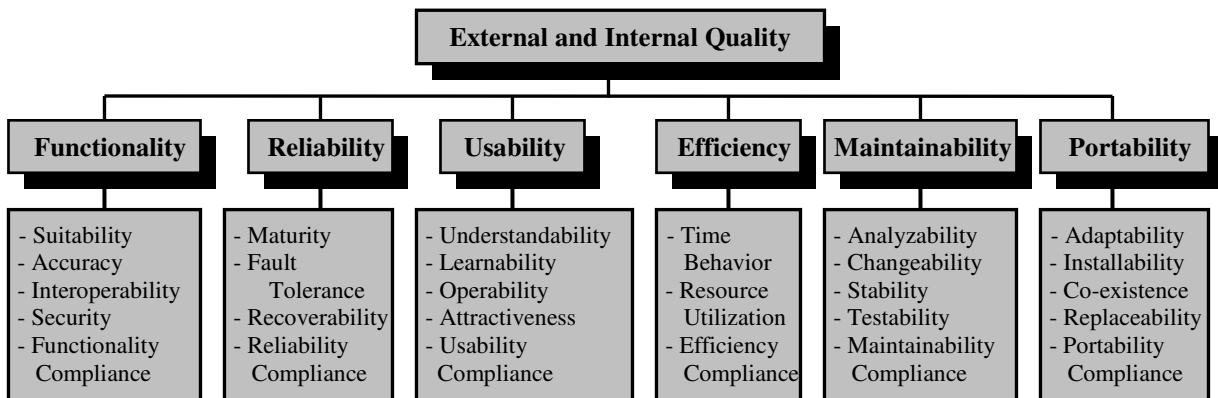 External and Internal Quality
Functionality
Reliability
Usability
Efficiency
Maintainability
Portability
- Suitability
- Accuracy
- Interoperability
- Security
- Functionality
Compliance
- Maturity
- Fault
Tolerance
- Recoverability
- Reliability
Compliance
- Understandability
- Learnability
- Operability
- Attractiveness
- Usability
Compliance
- Time
Behavior
- Resource
Utilization
- Efficiency
Compliance
- Analyzability
- Changeability
- Stability
- Testability
- Maintainability
Compliance
- Adaptability
- Installability
- Co-existence
- Replaceability
- Portability
Compliance